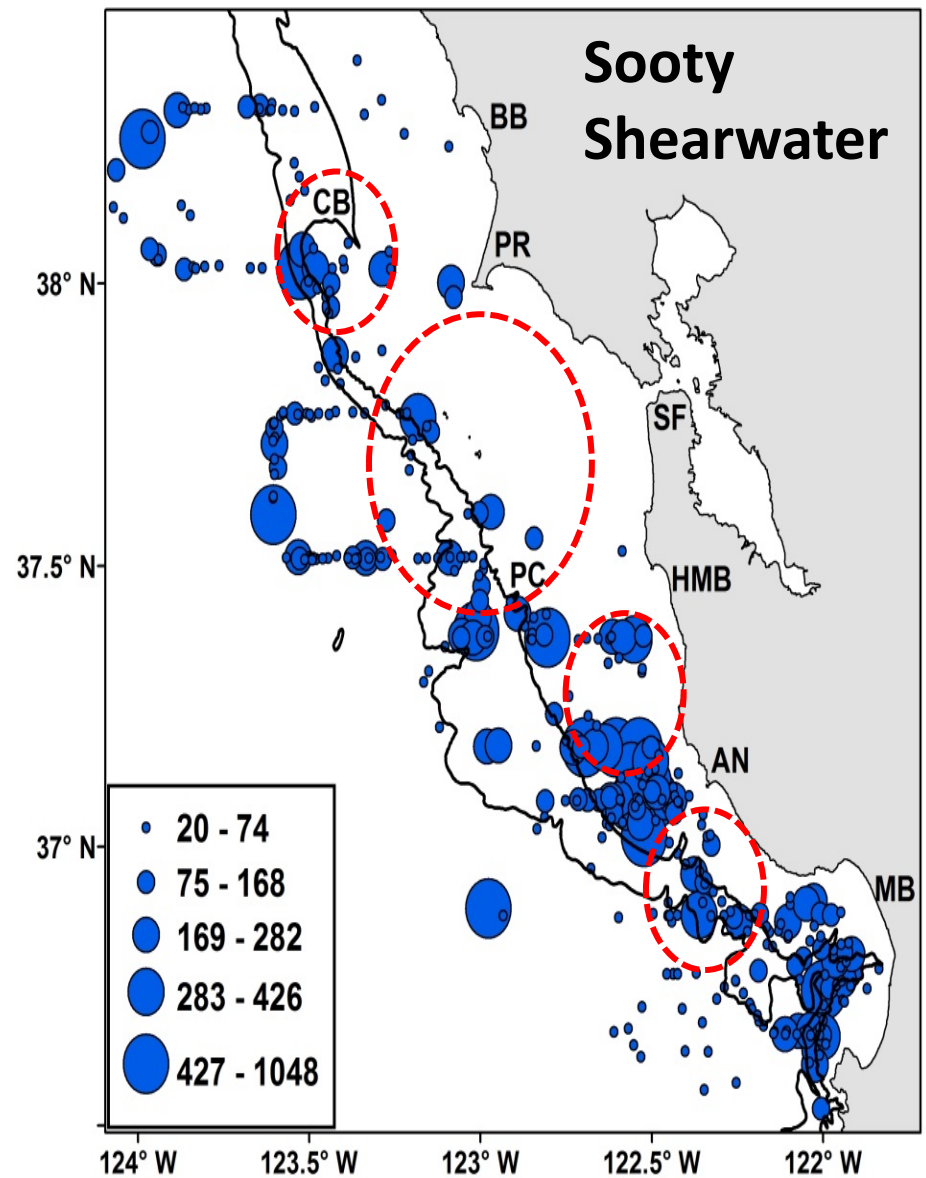 Sooty
Shearwater
BB
CB
PR
38° N
SF
37.5° N
PC
HMB
AN
37° N
MB
20 - 74
75 - 168
169 - 282
283 - 426
427 - 1048
124° W
123.5° W
123° W
122.5° W
122° W